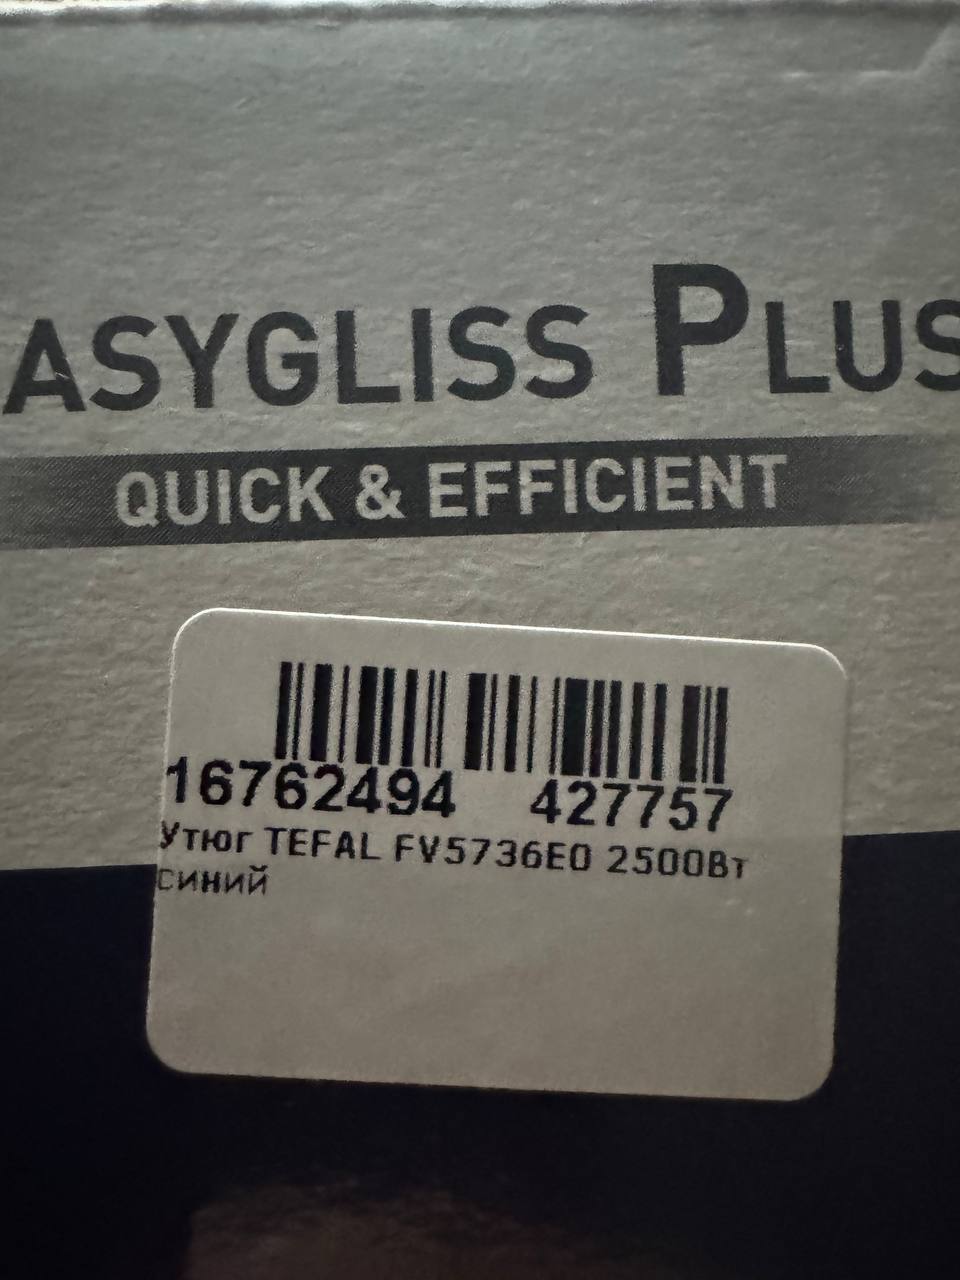 ASYGLISS PLUS
QUICK & EFFICIENT
16762494 427757
Утюг TEFAL FV5736E0 2500Вт
синий